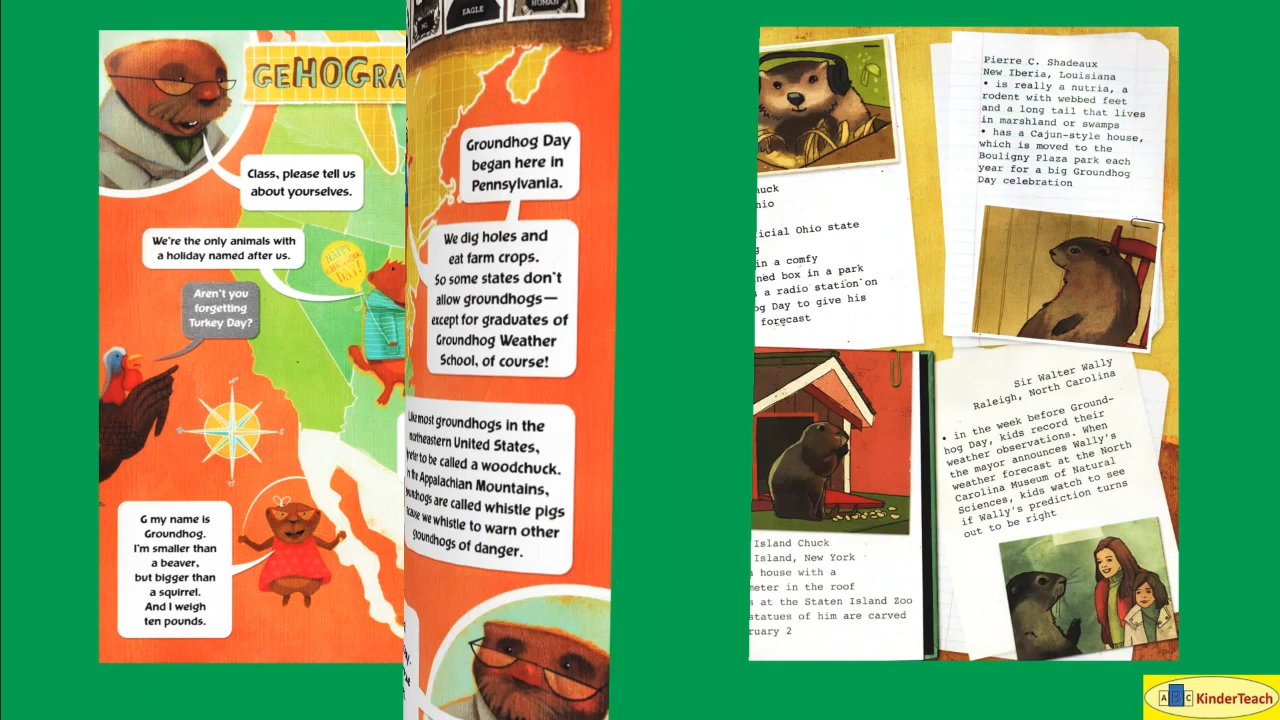 GEHOGRA
Class, please tell us
about yourselves.
We're the only animals with
a holiday named after us.
HAPPY
DAY!
Aren't you
forgetting
Turkey Day?
G my name is
Groundhog.
I'm smaller than
a beaver,
but bigger than
a squirrel.
And I weigh
ten pounds.
EAGLE
HUMAN
Groundhog Day
began here in
Pennsylvania.
We dig holes and
eat farm crops.
So some states don't
allow groundhogs—
except for graduates of
Groundhog Weather
School, of course!
most groundhogs in the
northeastern United States,
to be called a woodchuck.
the Appalachian Mountains,
are called whistle pigs
we whistle to warn other
groundhogs of danger.
huck
hio
icial Ohio state
g
in a comfy
ned box in a park
s a radio station on
og Day to give his
forecast
Island Chuck
Island, New York
a house with a
meter in the roof
s at the Staten Island Zoo
statues of him are carved
ruary 2
Pierre C. Shadeaux
New Iberia, Louisiana
• is really a nutria, a
rodent with webbed feet
and a long tail that lives
in marshland or swamps
• has a Cajun-style house,
which is moved to the
Bouligny Plaza park each
year for a big Groundhog
Day celebration
Sir Walter Wally
Raleigh, North Carolina
• in the week before Ground-
hog Day, kids record their
weather observations. When
the mayor announces Wally's
weather forecast at the North
Carolina Museum of Natural
Sciences, kids watch to see
if Wally's prediction turns
out to be right
ABC KinderTeach